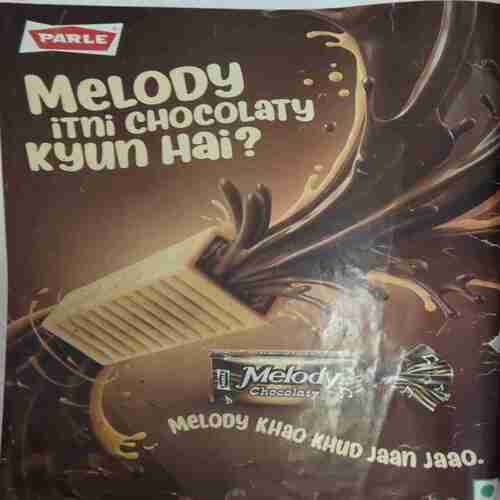 PARLE
MeLODY
iTNi CHOCOLATY
KYUN Hai?
Melody
Chocolaty
MeLODY KHAO KHUD JAAN JAAO.